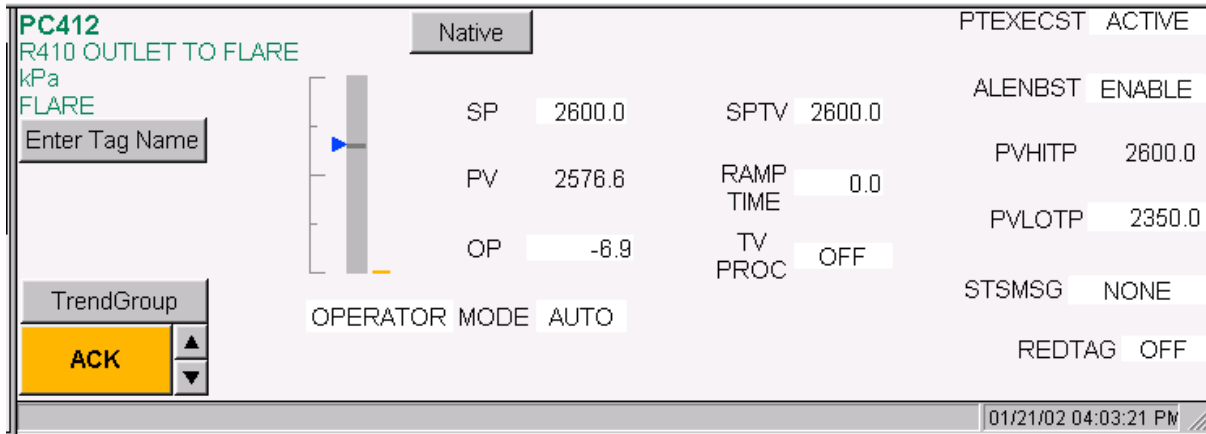 PC412
R410 OUTLET TO FLARE
kPa
FLARE
Enter Tag Name
TrendGroup
ACK
Native
SP 2600.0
PV 2576.6
OP -6.9
OPERATOR MODE AUTO
SPTV 2600.0
RAMP
TIME 0.0
TV
PROC OFF
PTEXECST ACTIVE
ALENBST ENABLE
PVHITP 2600.0
PVLOTP 2350.0
STSMSG NONE
REDTAG OFF
01/21/02 04:03:21 PM